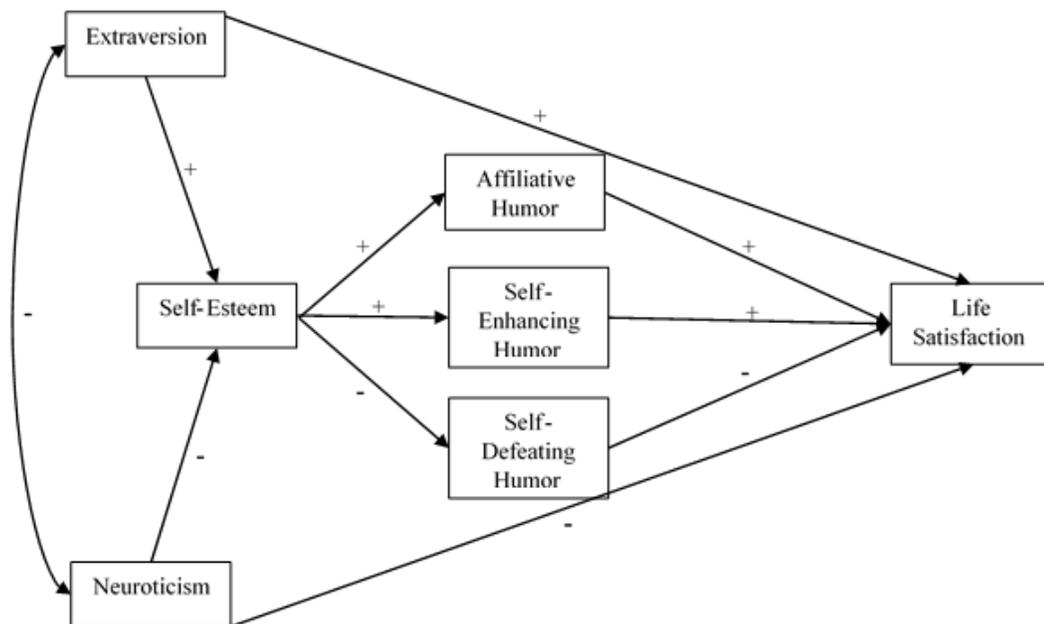 Extraversion
+
+
Affiliative
Humor
+
+
-
Self-Esteem
+
Self-
Enhancing
Humor
+
Life
Satisfaction
-
-
Self-
Defeating
Humor
-
-
Neuroticism